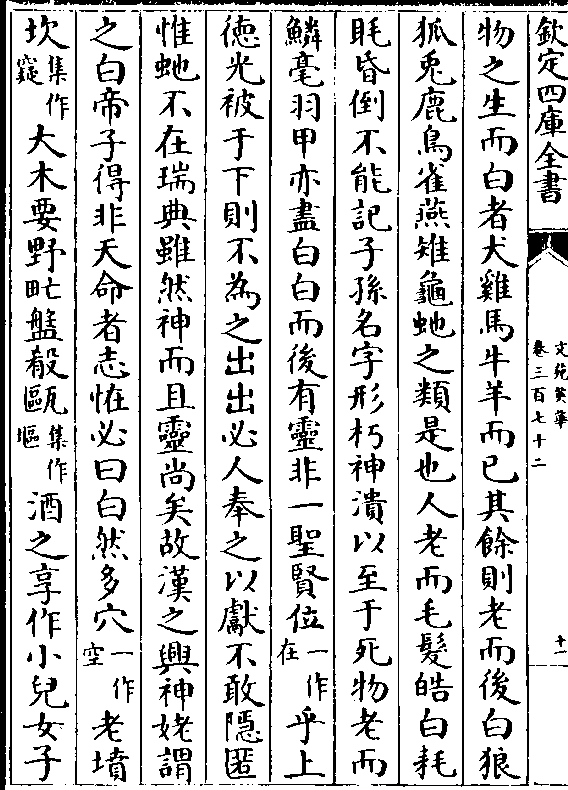 欽定四庫全書
文苑英華
卷三百七十二
十一
物之生而白者犬雞馬牛羊而已其餘則老而後白狼
狐兎鹿鳥雀燕雉龜虵之類是也人老而毛髮皓白耗
眊昏倒不能記子孫名字形朽神潰以至于死物老而
鱗毫羽甲亦盡白白而後有靈非一聖賢位一作在乎上
徳光被于下則不為之出出必人奉之以獻不敢隱匿
惟虵不在瑞典雖然神而且靈尚矣故漢之興神姥謂
之白帝子得非天命者志恠必曰白然多穴一作空老墳
坎集作窾大木要野甿盤殽甌集作塸酒之享作小兒女子